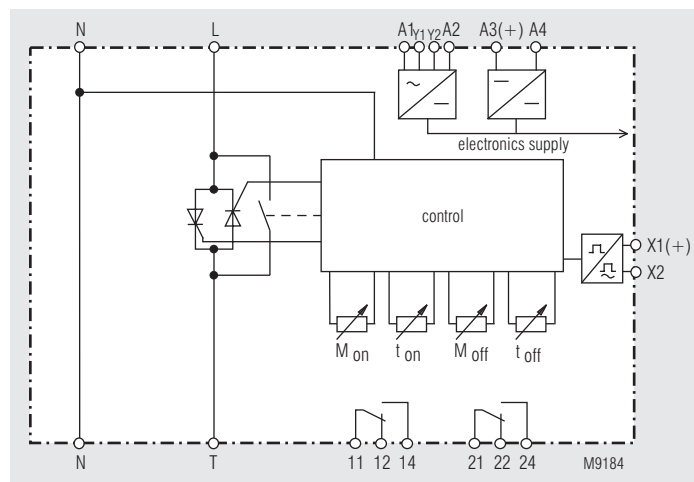 N L A1 Y1 Y2 A2 A3(+) A4
electronics supply
control
X1(+)
X2
M on t on M off t off
N T 11 12 14 21 22 24 M9184